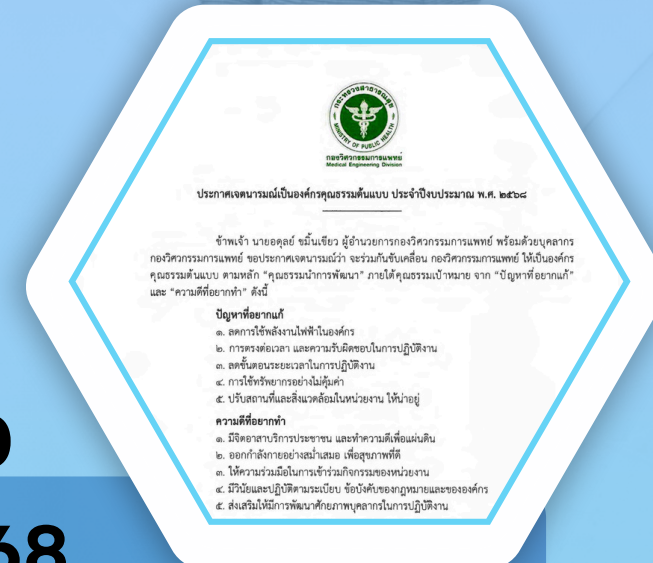 กระทรวงสาธารณสุข
MINISTRY OF PUBLIC HEALTH
กองวิศวกรรมการแพทย์
Medical Engineering Division
ประกาศเจตนารมณ์เป็นองค์กรคุณธรรมต้นแบบ ประจำปีงบประมาณ พ.ศ. ๒๕๖๘
ข้าพเจ้า นายอดุลย์ ขมิ้นเขียว ผู้อำนวยการกองวิศวกรรมการแพทย์ พร้อมด้วยบุคลากร
กองวิศวกรรมการแพทย์ ขอประกาศเจตนารมณ์ว่า จะร่วมกันขับเคลื่อน กองวิศวกรรมการแพทย์ ให้เป็นองค์กร
คุณธรรมต้นแบบ ตามหลัก “คุณธรรมนำการพัฒนา” ภายใต้คุณธรรมเป้าหมาย จาก “ปัญหาที่อยากแก้”
และ “ความดีที่อยากทำ” ดังนี้
ปัญหาที่อยากแก้
๑. ลดการใช้พลังงานไฟฟ้าในองค์กร
๒. การตรงต่อเวลา และความรับผิดชอบในการปฏิบัติงาน
๓. ลดขั้นตอนระยะเวลาในการปฏิบัติงาน
๔. การใช้ทรัพยากรอย่างไม่คุ้มค่า
๕. ปรับสถานที่และสิ่งแวดล้อมในหน่วยงาน ให้น่าอยู่
ความดีที่อยากทำ
๑. มีจิตอาสาบริการประชาชน และทำความดีเพื่อแผ่นดิน
๒. ออกกำลังกายอย่างสม่ำเสมอ เพื่อสุขภาพที่ดี
๓. ให้ความร่วมมือในการเข้าร่วมกิจกรรมของหน่วยงาน
๔. มีวินัยและปฏิบัติตามระเบียบ ข้อบังคับของกฎหมายและขององค์กร
๕. ส่งเสริมให้มีการพัฒนาศักยภาพบุคลากรในการปฏิบัติงาน
68